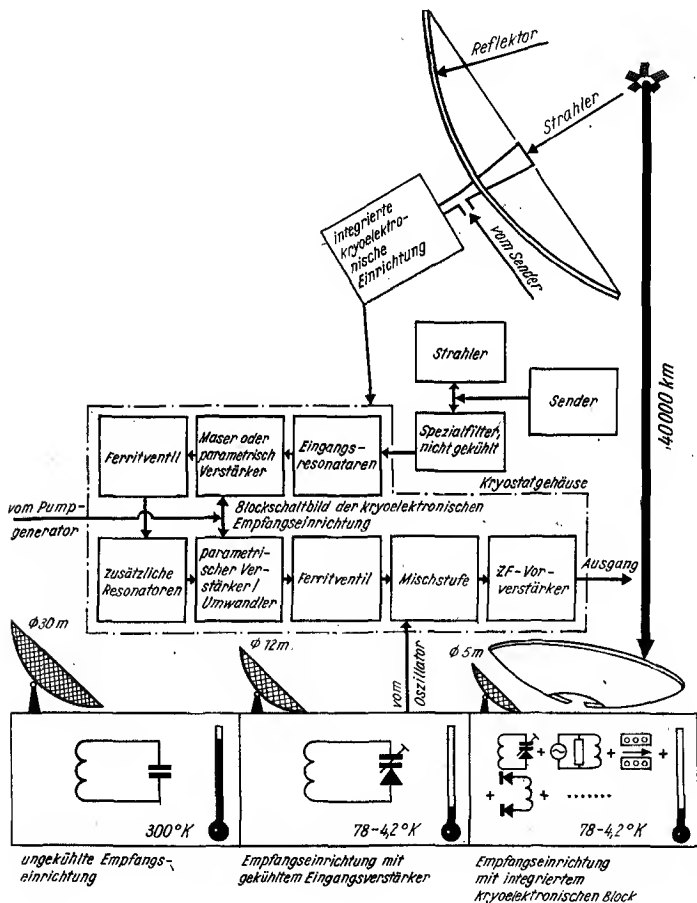 Reflektor
Strahler
integrierte
kryoelektro-
nische
Einrichtung
vom Sender
40000 km
Strahler
Sender
Spezialfilter,
nicht gekühlt
Kryostatgehäuse
Ferritventil
Maser oder
parametrisch
Verstärker
Eingangs-
resonataren
vom Pump-
generator
Blockschaltbild der kryoelektronischen
Empfangseinrichtung
zusätzliche
Resonatoren
parametri-
scher Ver-
stärker/
Umwandler
Ferritventil
Mischstufe
ZF-Vor-
verstärker
Ausgang
vom
Oszillator
Φ30m
Φ 12m
Φ 5m
300°K
78-4,2°K
78-4,2°K
ungekühlte Empfangs-
einrichtung
Empfangseinrichtung mit
gekühltem Eingangsverstärker
Empfangseinrichtung
mit integriertem
kryoelektronischen Block